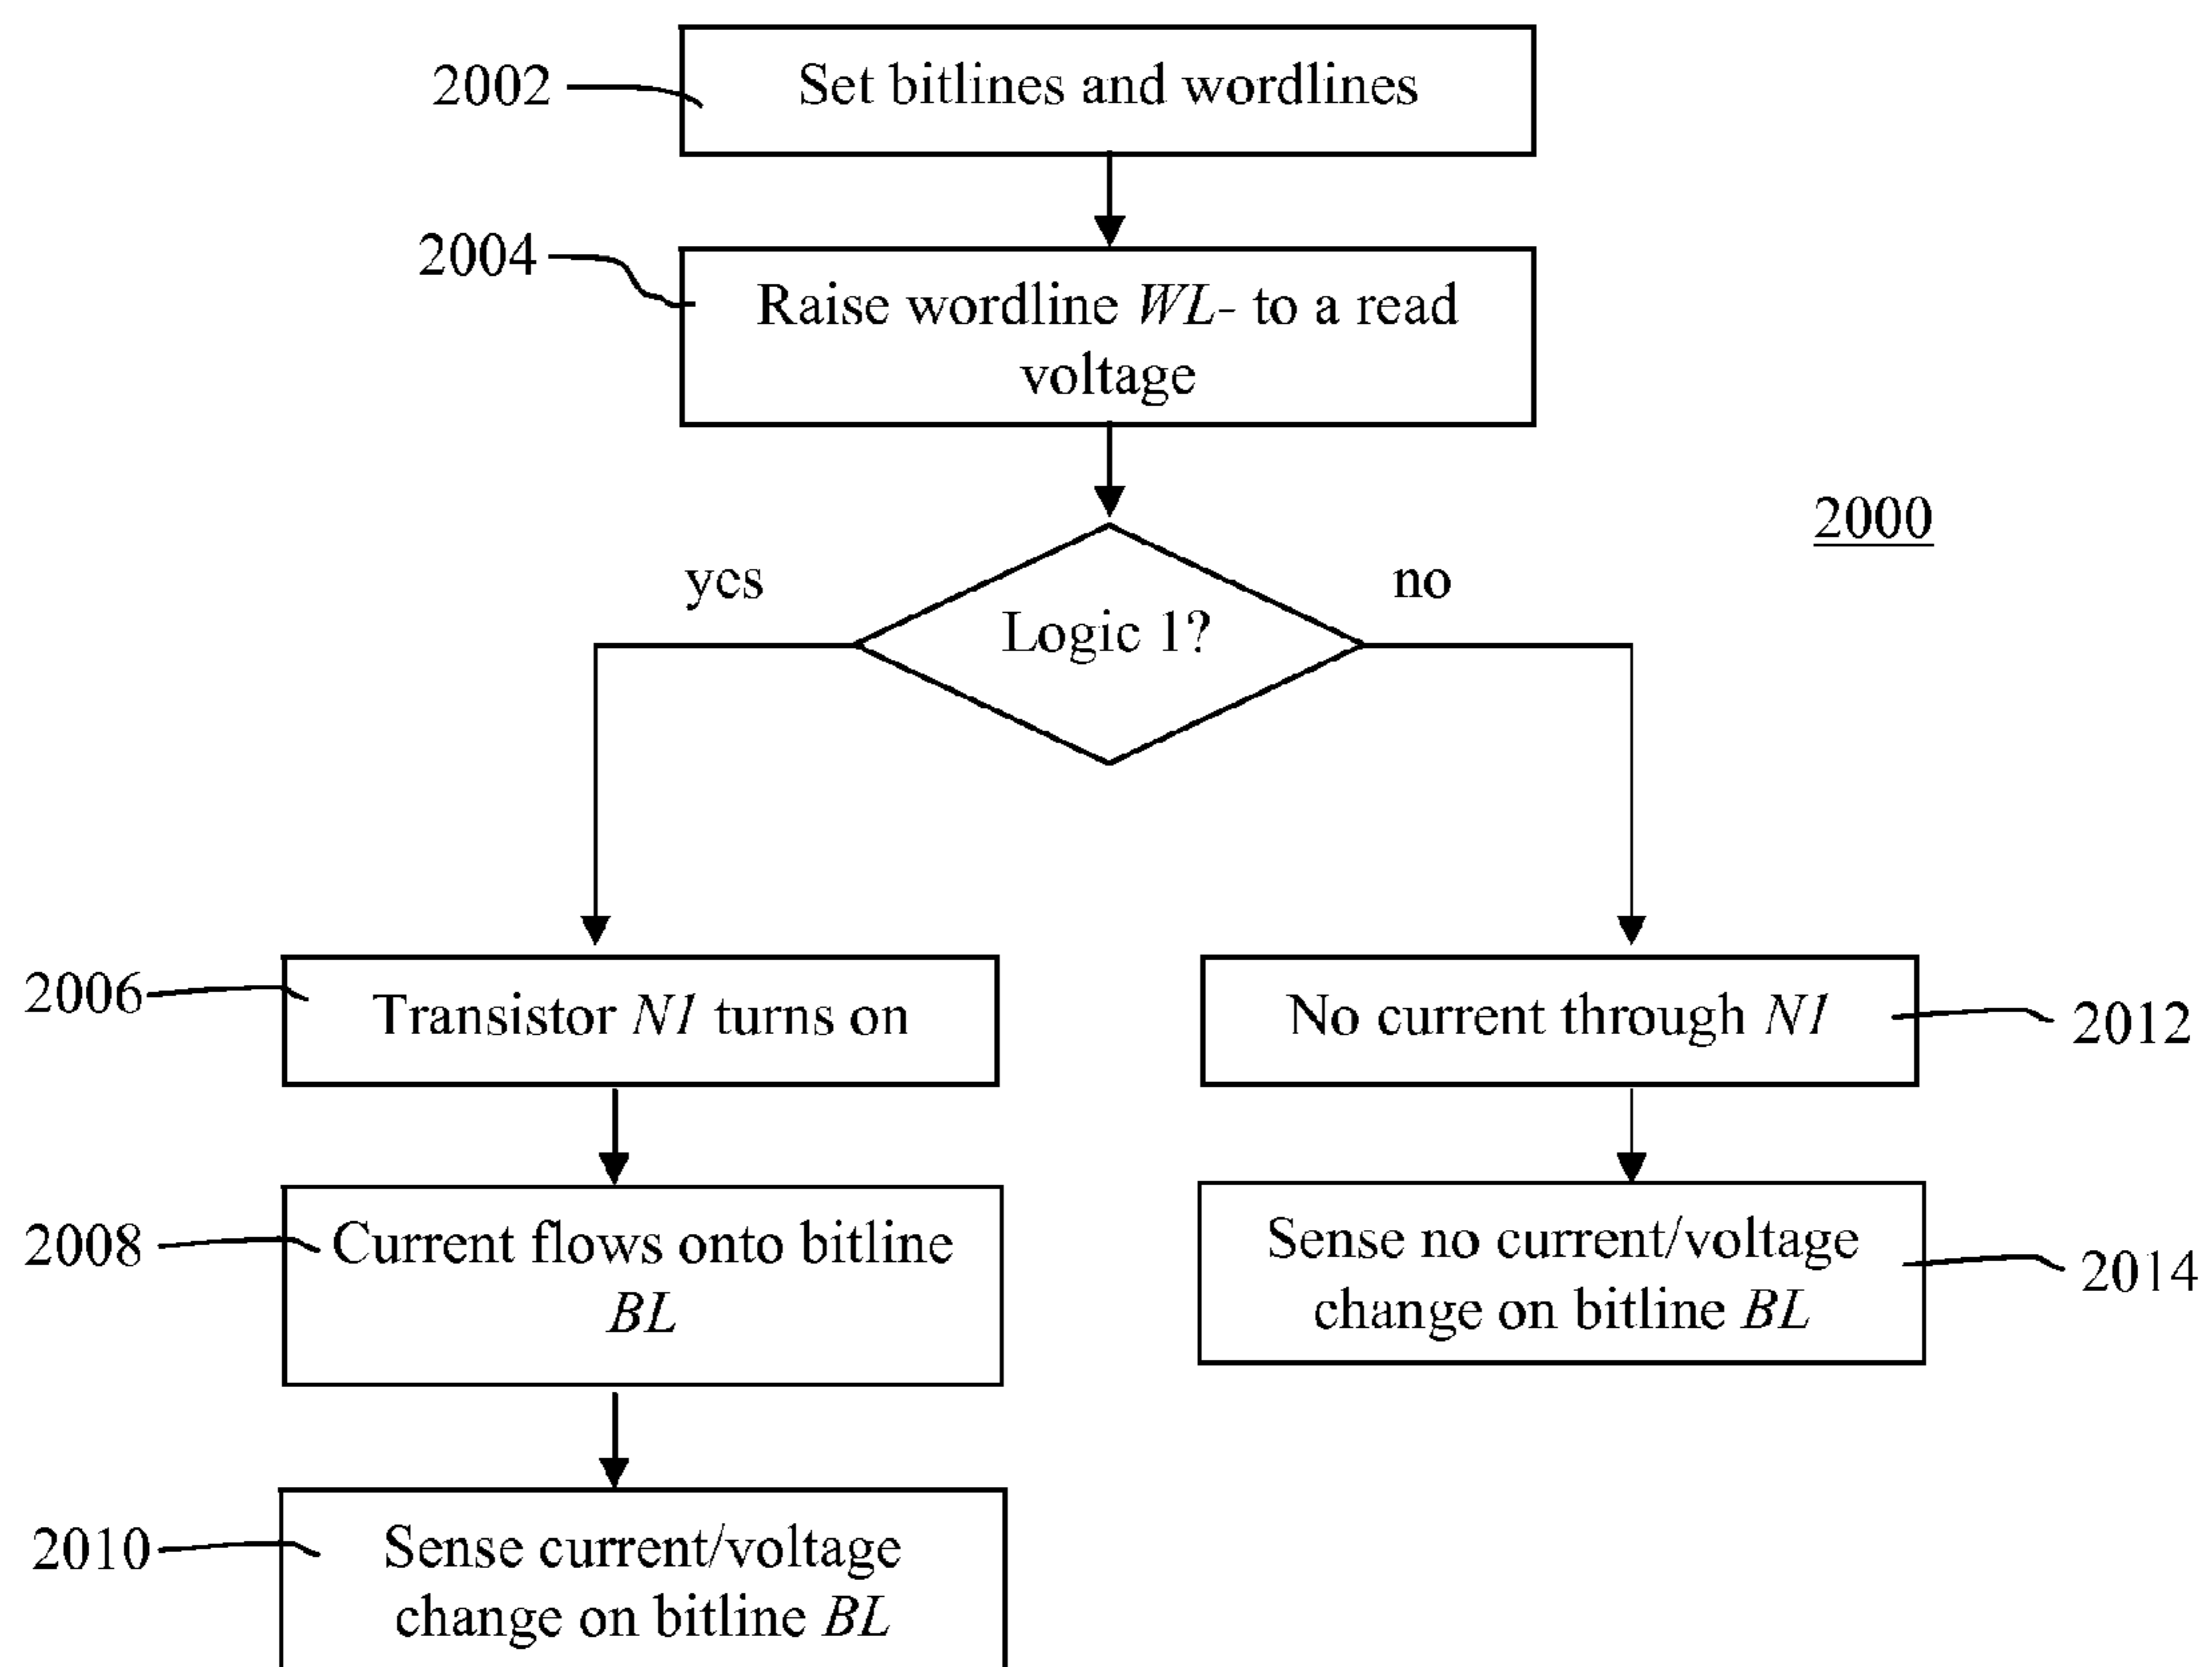 2002
Set bitlines and wordlines
2004
Raise wordline WL- to a read
voltage
2000
yes
no
Logic 1?
2006
Transistor N1 turns on
No current through N1
2012
2008
Current flows onto bitline
BL
Sense no current/voltage
change on bitline BL
2014
2010
Sense current/voltage
change on bitline BL